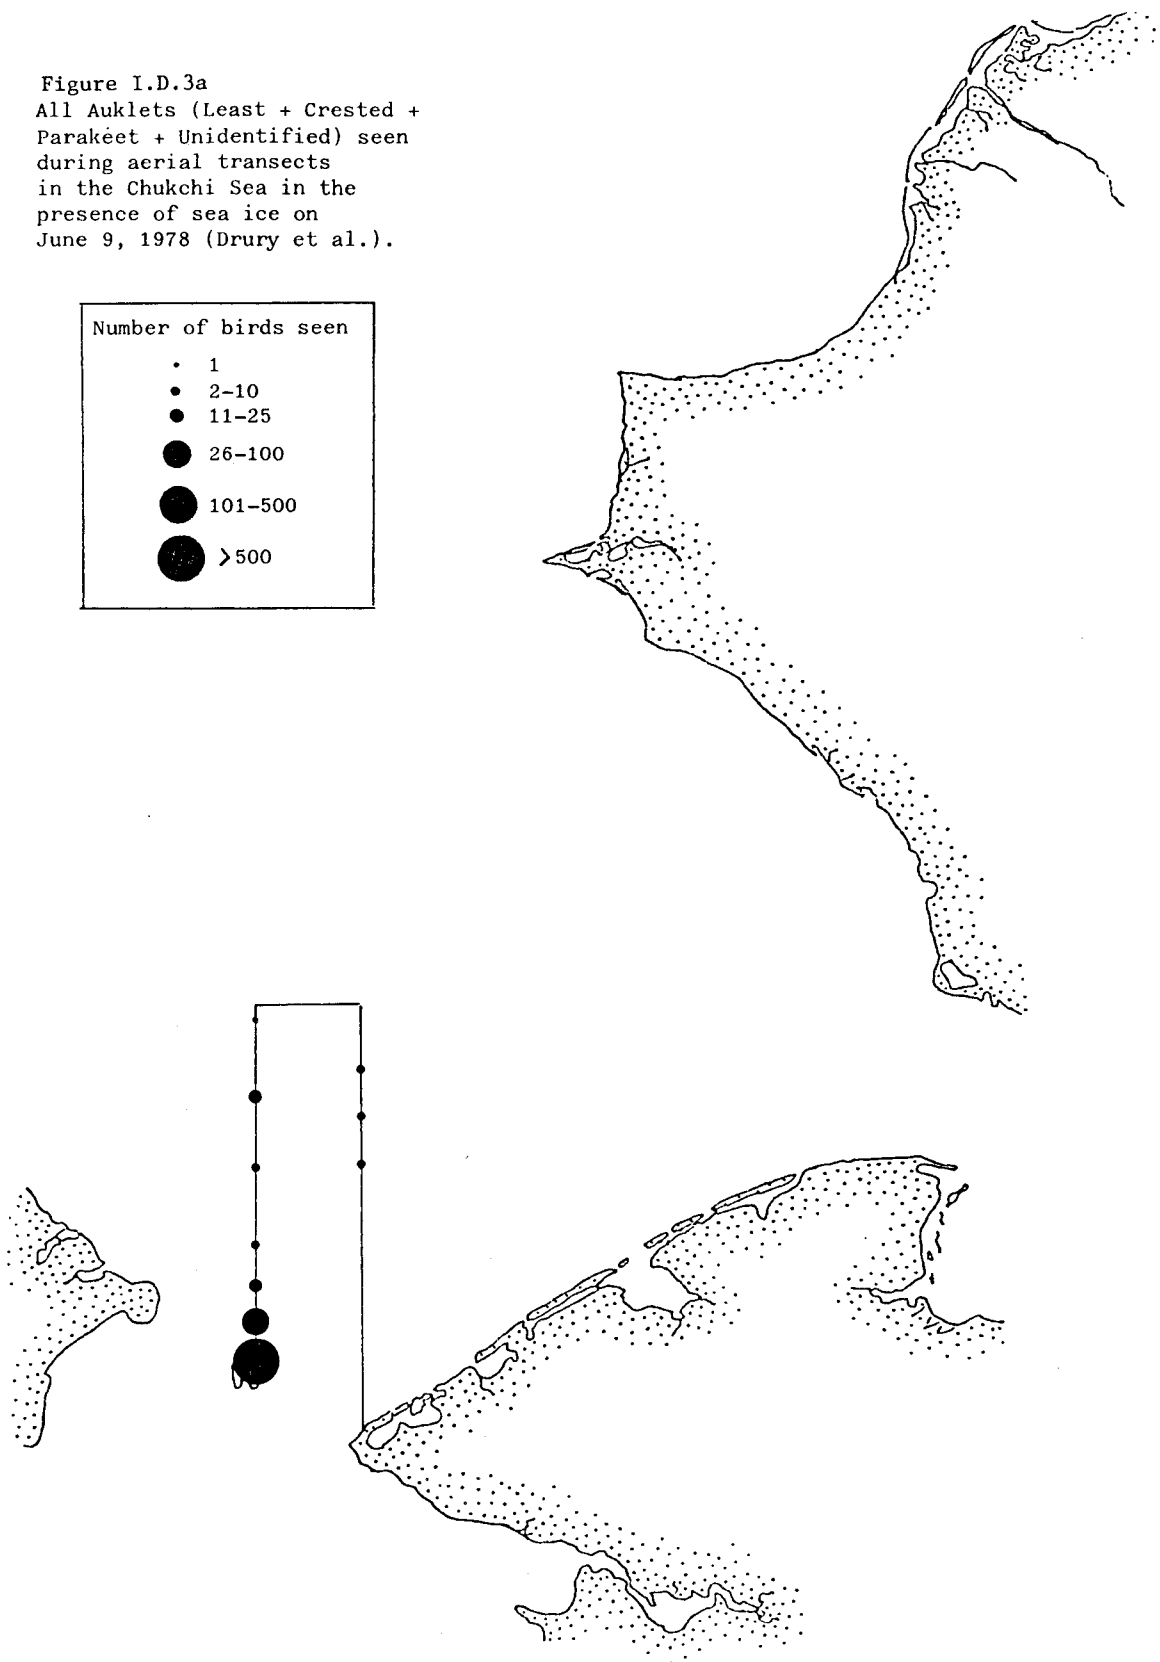 Figure I.D.3a
All Auklets (Least + Crested +
Parakeet + Unidentified) seen
during aerial transects
in the Chukchi Sea in the
presence of sea ice on
June 9, 1978 (Drury et al.).
Number of birds seen
1
2-10
11-25
26-100
101-500
>500